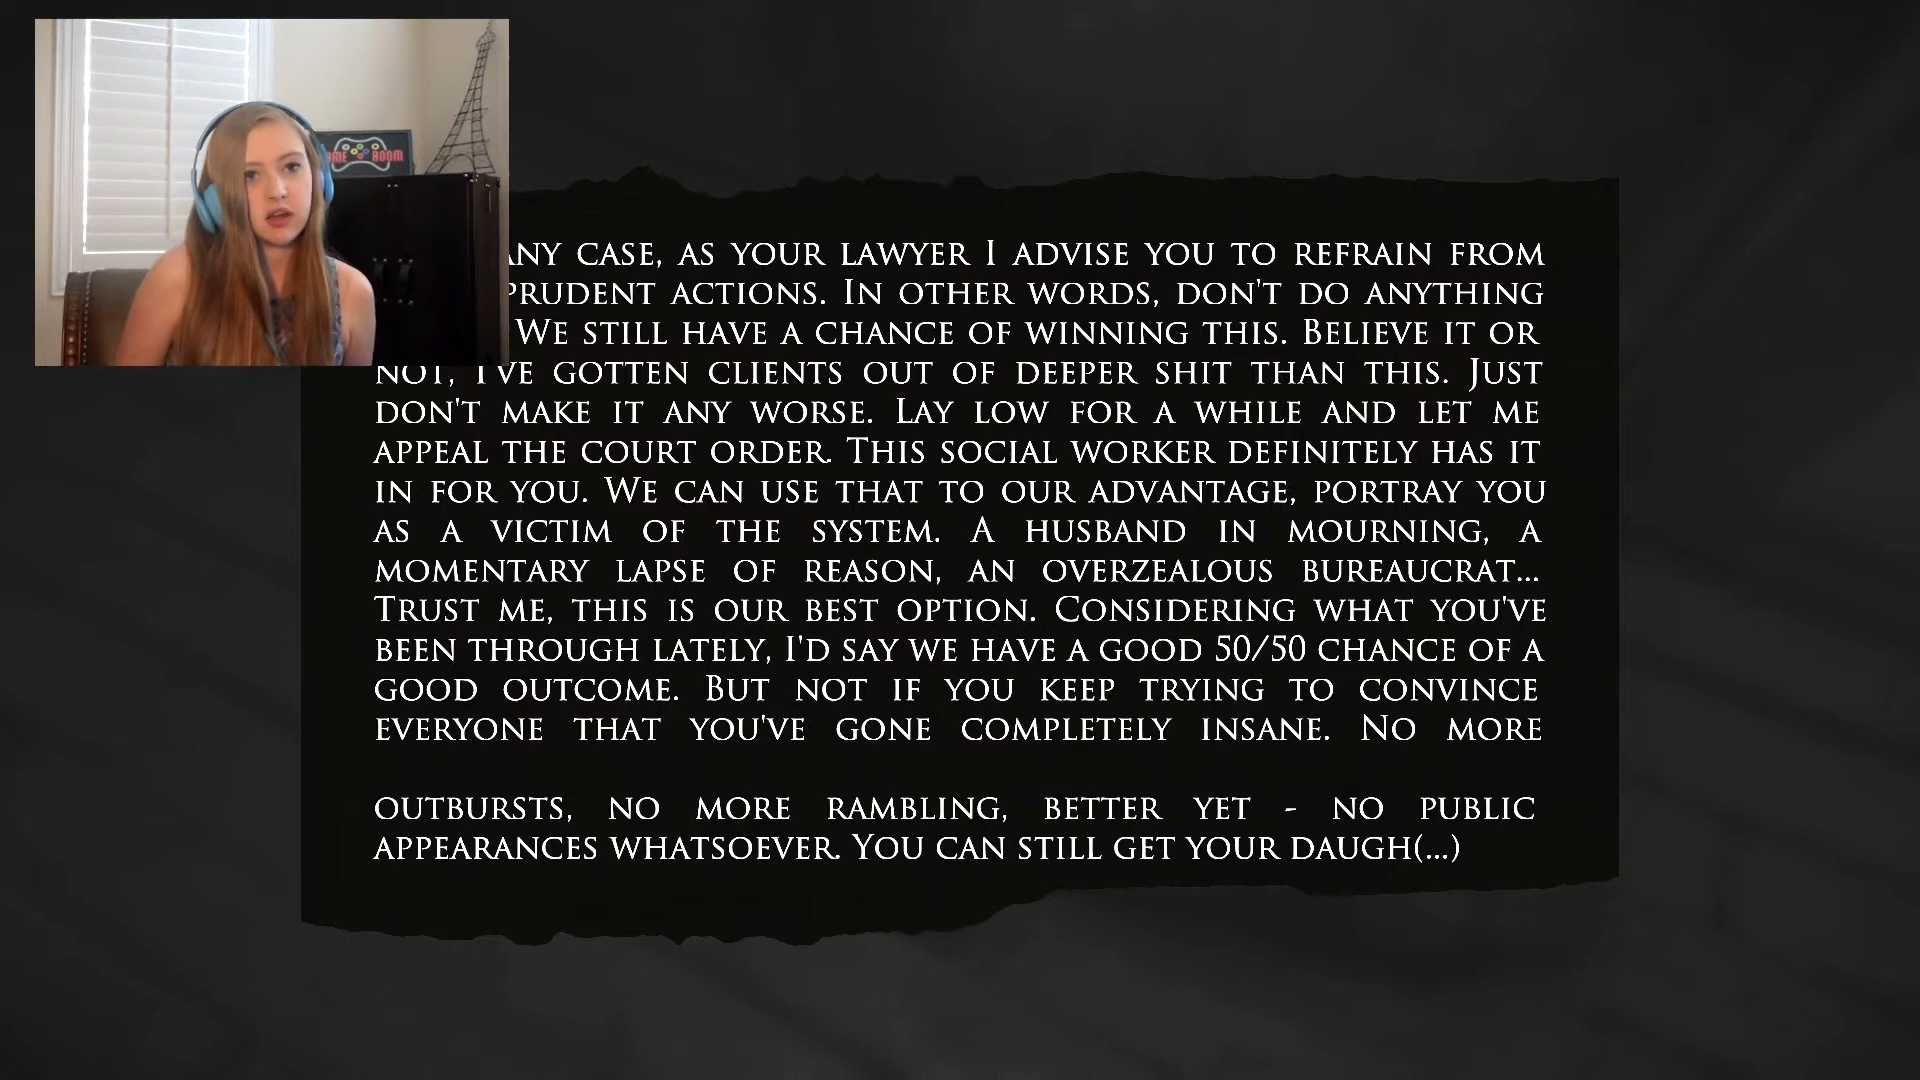 ROOM
ANY CASE, AS YOUR LAWYER I ADVISE YOU TO REFRAIN FROM
PRUDENT ACTIONS. IN OTHER WORDS, DON'T DO ANYTHING
WE STILL HAVE A CHANCE OF WINNING THIS. BELIEVE IT OR
NOT, I'VE GOTTEN CLIENTS OUT OF DEEPER SHIT THAN THIS. JUST
DON'T MAKE IT ANY WORSE. LAY LOW FOR A WHILE AND LET ME
APPEAL THE COURT ORDER. THIS SOCIAL WORKER DEFINITELY HAS IT
IN FOR YOU. WE CAN USE THAT TO OUR ADVANTAGE, PORTRAY YOU
AS A VICTIM OF THE SYSTEM. A HUSBAND IN MOURNING, A
MOMENTARY LAPSE OF REASON, AN OVERZEALOUS BUREAUCRAT...
TRUST ME, THIS IS OUR BEST OPTION. CONSIDERING WHAT YOU'VE
BEEN THROUGH LATELY, I'D SAY WE HAVE A GOOD 50/50 CHANCE OF A
GOOD OUTCOME. BUT NOT IF YOU KEEP TRYING TO CONVINCE
EVERYONE THAT YOU'VE GONE COMPLETELY INSANE. NO MORE
OUTBURSTS, NO MORE RAMBLING, BETTER YET - NO PUBLIC
APPEARANCES WHATSOEVER. YOU CAN STILL GET YOUR DAUGH(...)